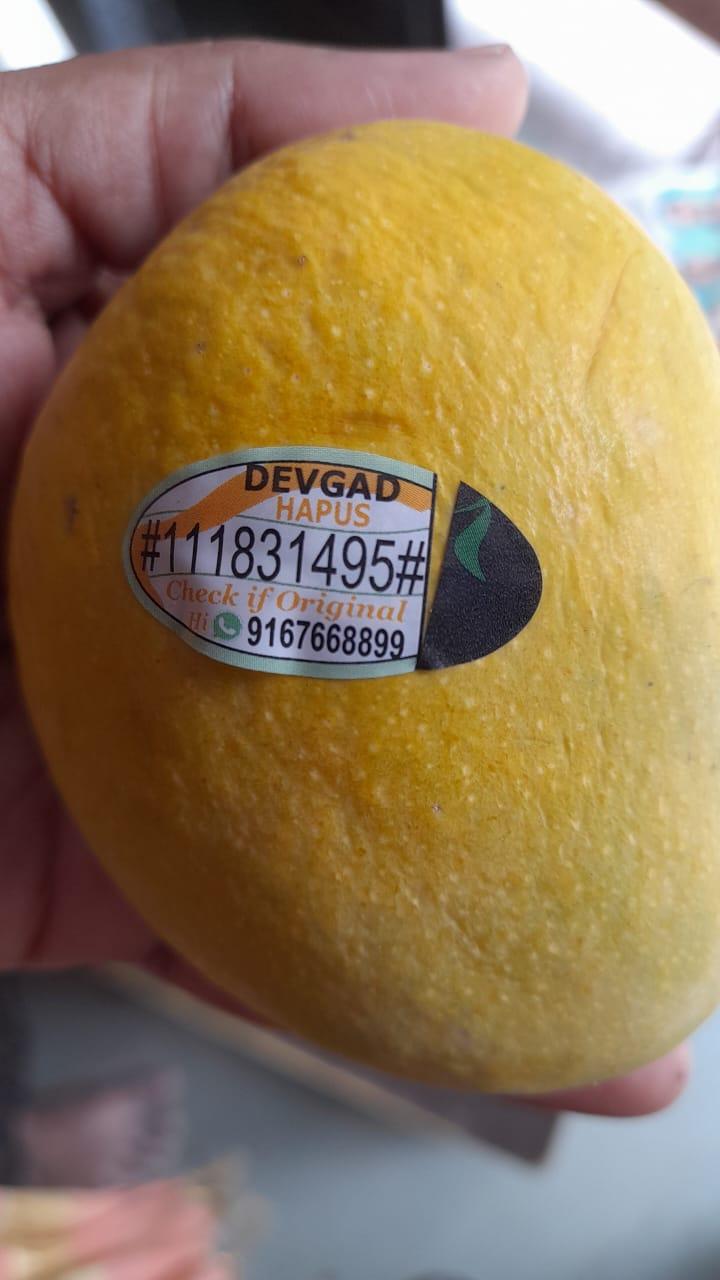 DEVGAD
HAPUS
#111831495#
Check if Original
Hi 9167668899